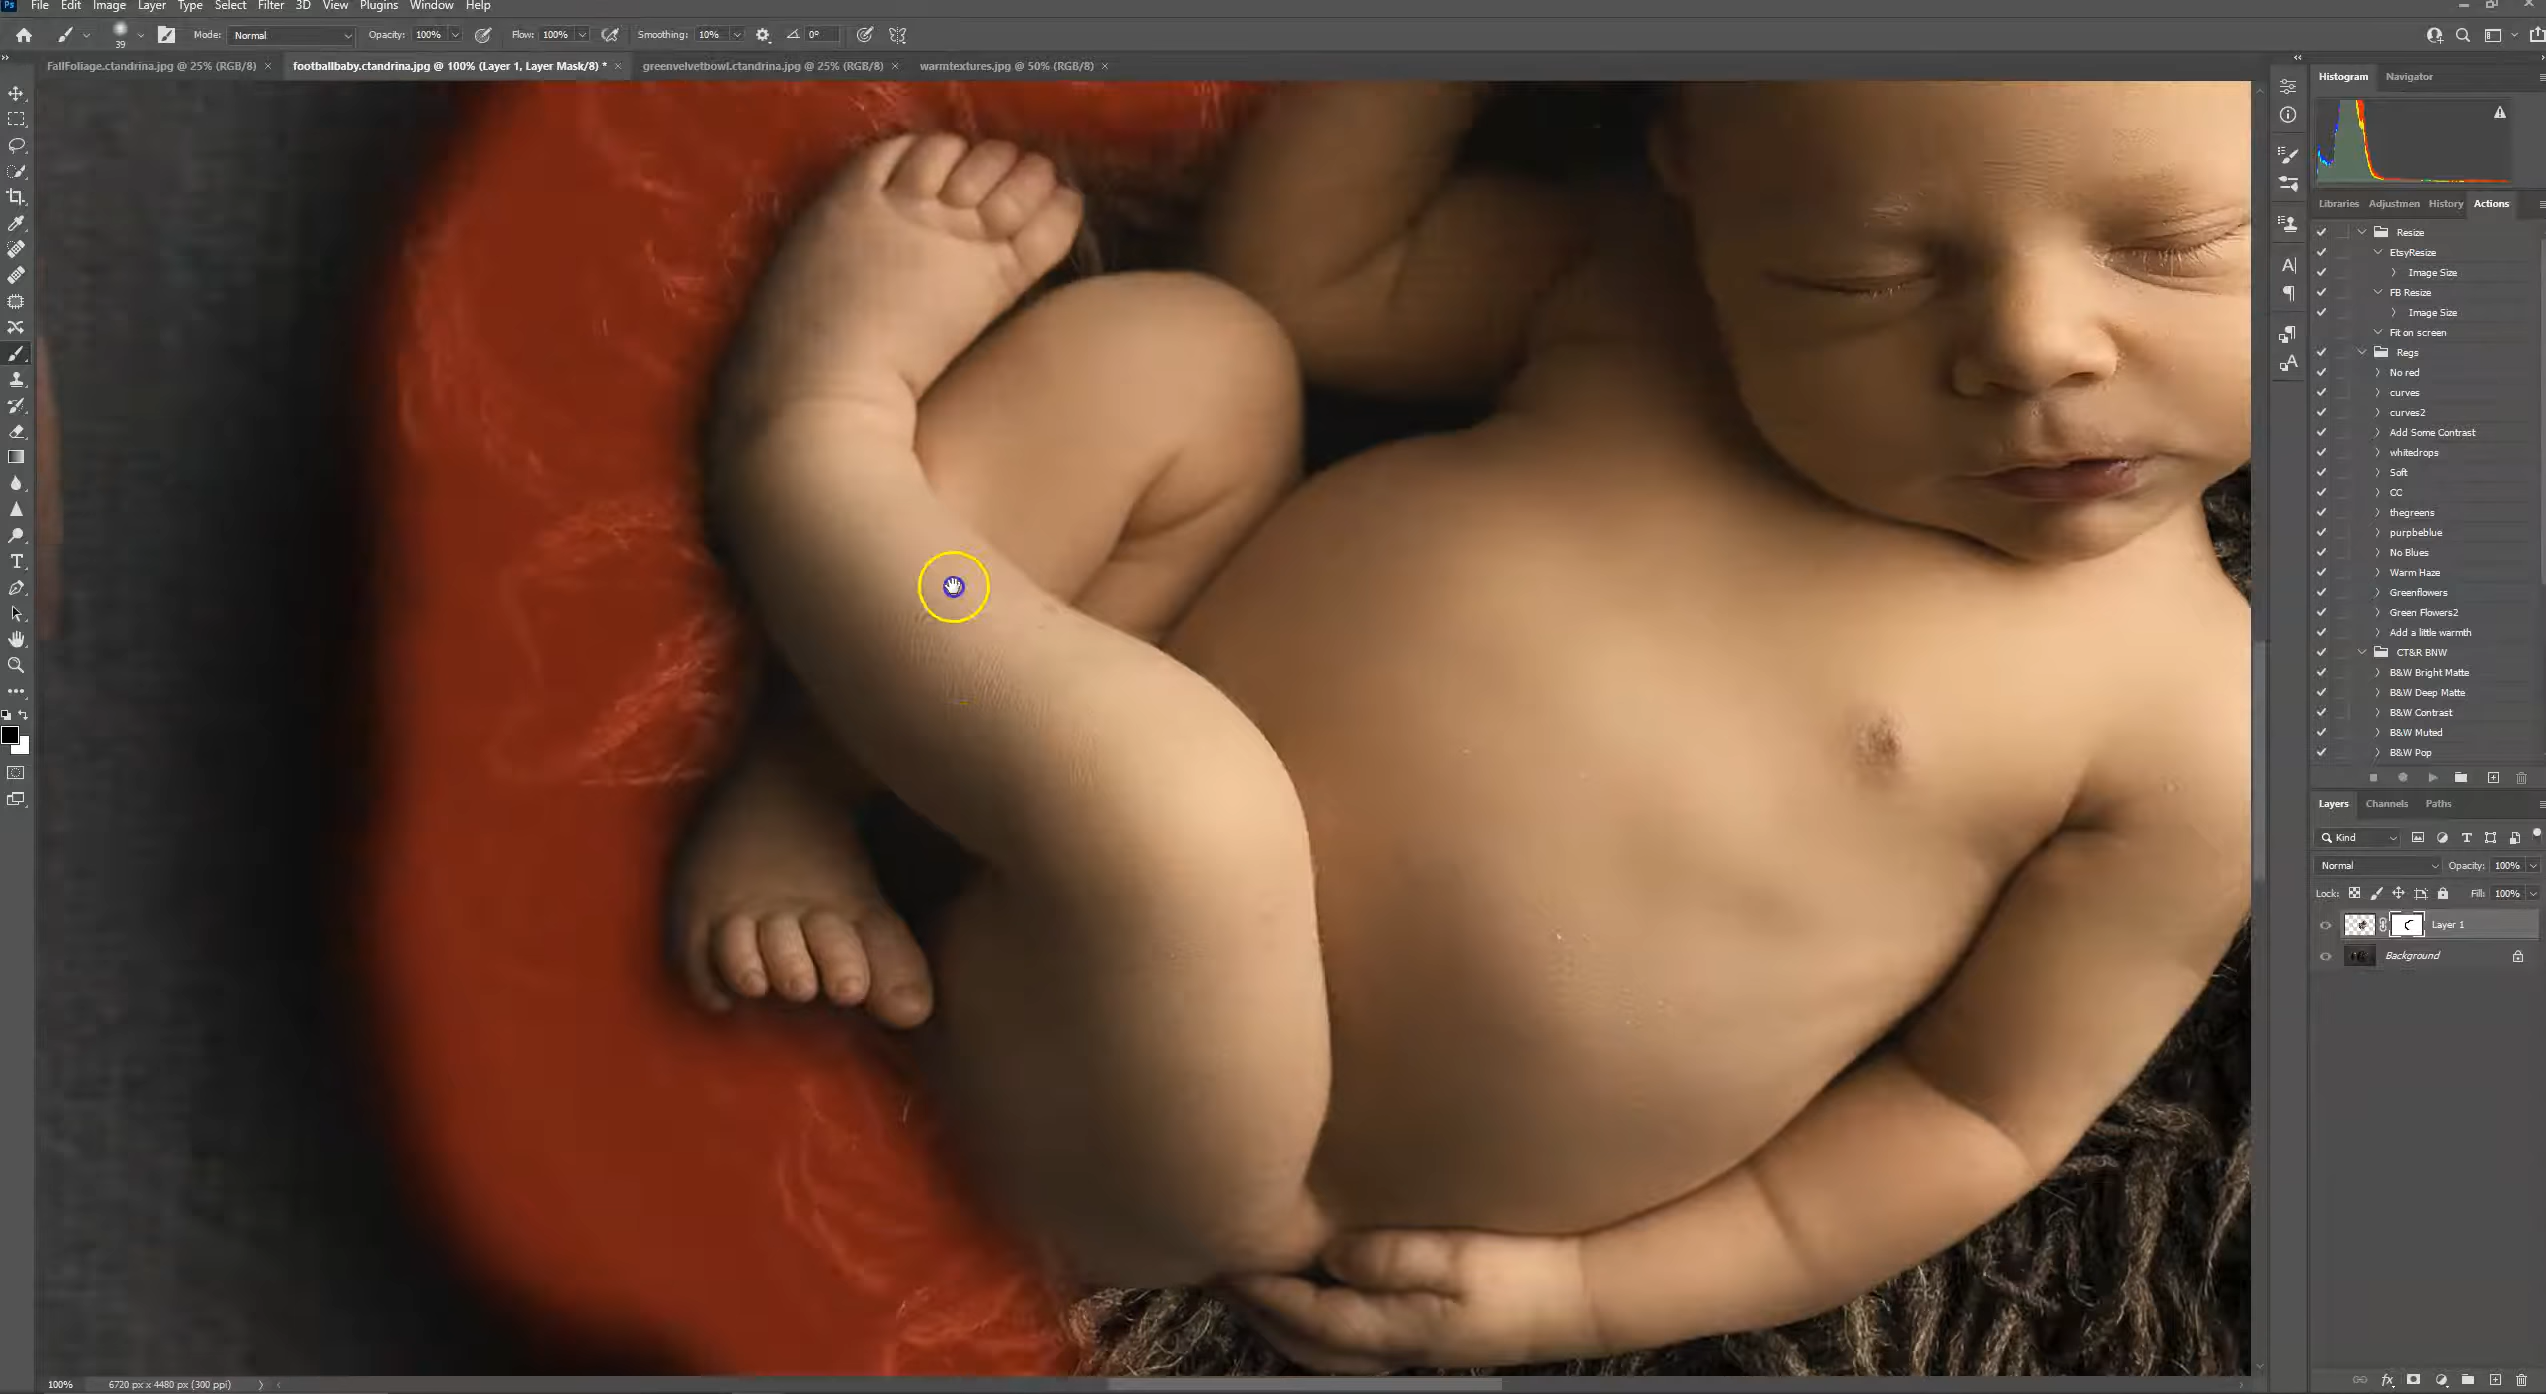 Ps File Edit Image Layer Type Select Filter 3D View Plugins Window Help
39 Mode: Normal Opacity: 100% Flow: 100% Smoothing: 10% 0°
FallFoliage.ctandrina.jpg @ 25% (RGB/8) × footballbaby.ctandrina.jpg @ 100% (Layer 1, Layer Mask/8) * × greenvelvetbowl.ctandrina.jpg @ 25% (RGB/8) × warmtextures.jpg @ 50% (RGB/8) ×
Histogram Navigator
Libraries Adjustmen History Actions
Resize
EtsyResize
Image Size
FB Resize
Image Size
Fit on screen
Regs
No red
curves
curves2
Add Some Contrast
whitedrops
Soft
CC
thegreens
purpbeblue
No Blues
Warm Haze
Greenflowers
Green Flowers2
Add a little warmth
CT&R BNW
B&W Bright Matte
B&W Deep Matte
B&W Contrast
B&W Muted
B&W Pop
Layers Channels Paths
Kind
Normal Opacity: 100%
Lock: Fill: 100%
Layer 1
Background
100% 6720 px x 4480 px (300 ppi)